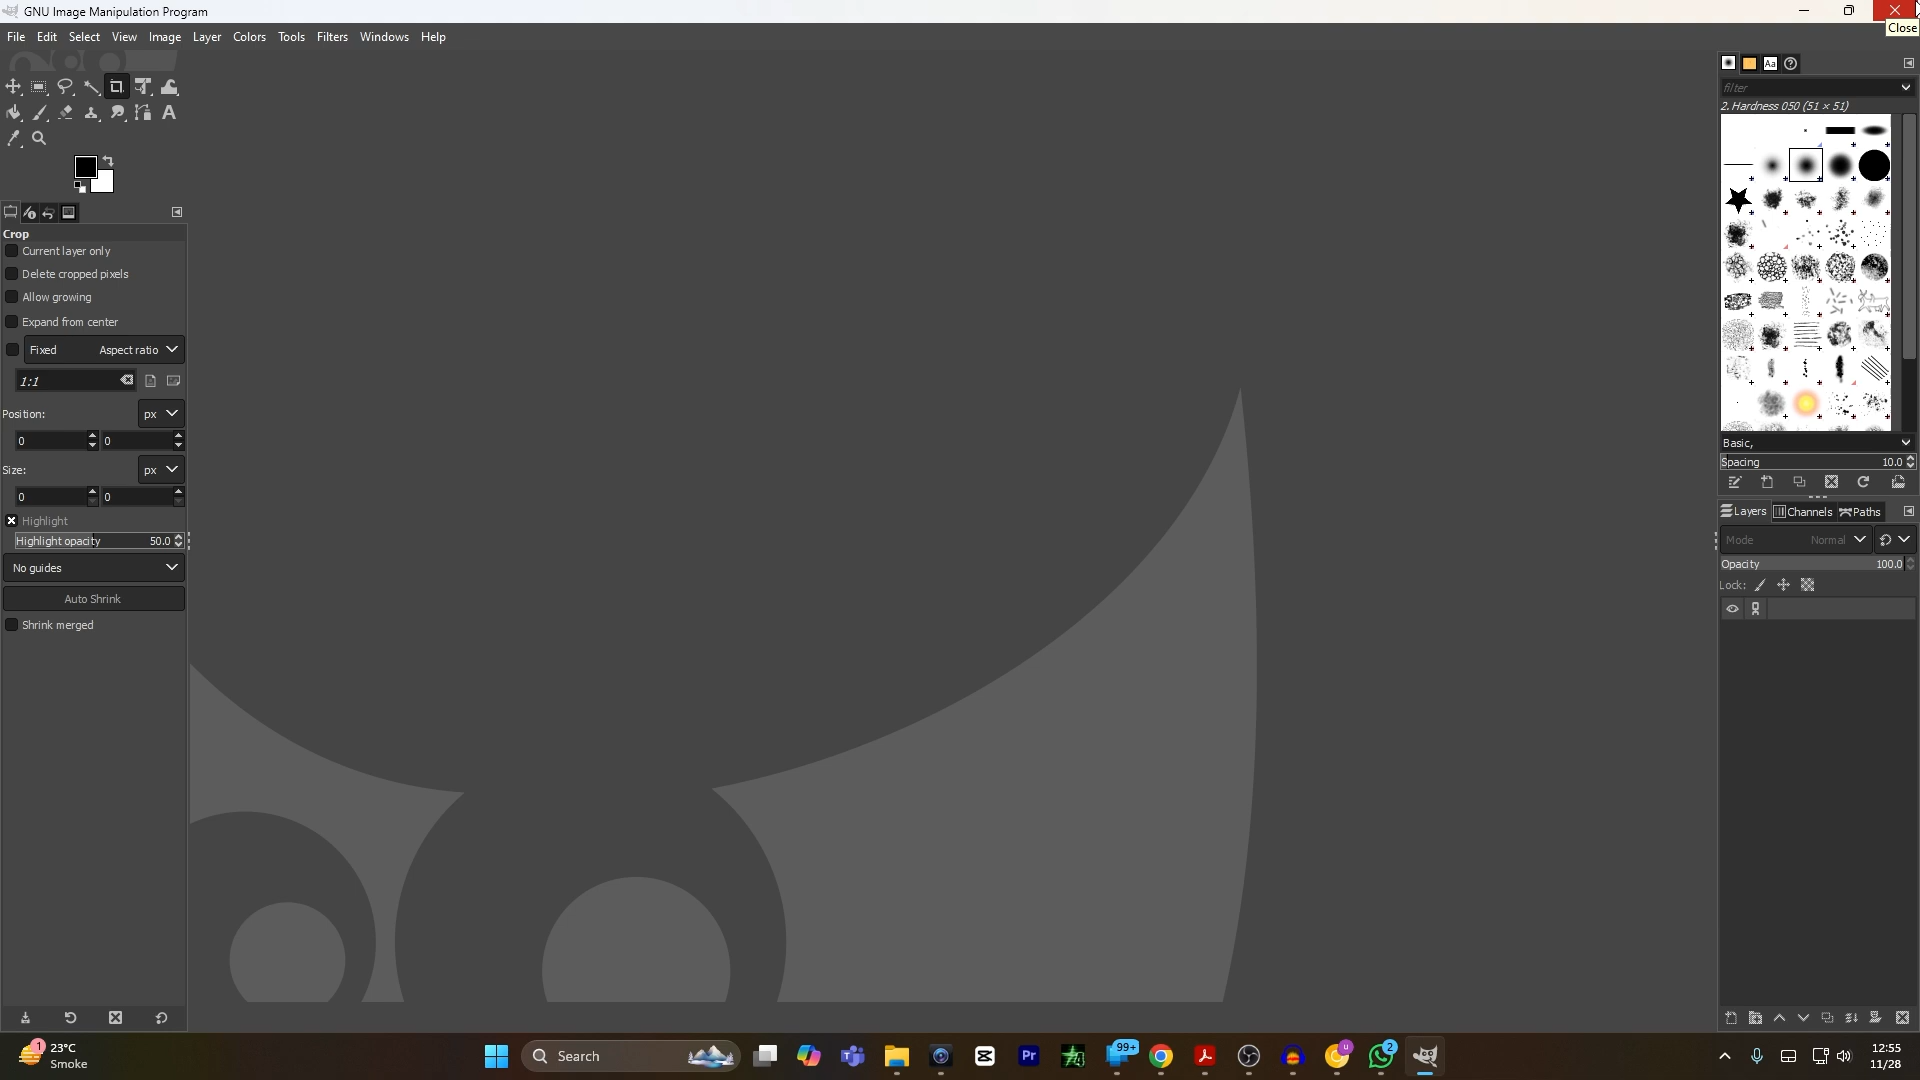 GNU Image Manipulation Program
Close
File Edit Select View Image Layer Colors Tools Filters Windows Help
filter
2. Hardness 050 (51 × 51)
Crop
Current layer only
Delete cropped pixels
Allow growing
Expand from center
Fixed Aspect ratio
1:1
Position: px
0 0
Size: px
0 0
Highlight
Highlight opacity 50.0
No guides
Auto Shrink
Shrink merged
Aa
A
Basic,
Spacing 10.0
Layers Channels Paths
Mode Normal
Opacity 100.0
Lock:
1 23°C
Smoke
Search
Pr
99+
u
2
12:55
11/28